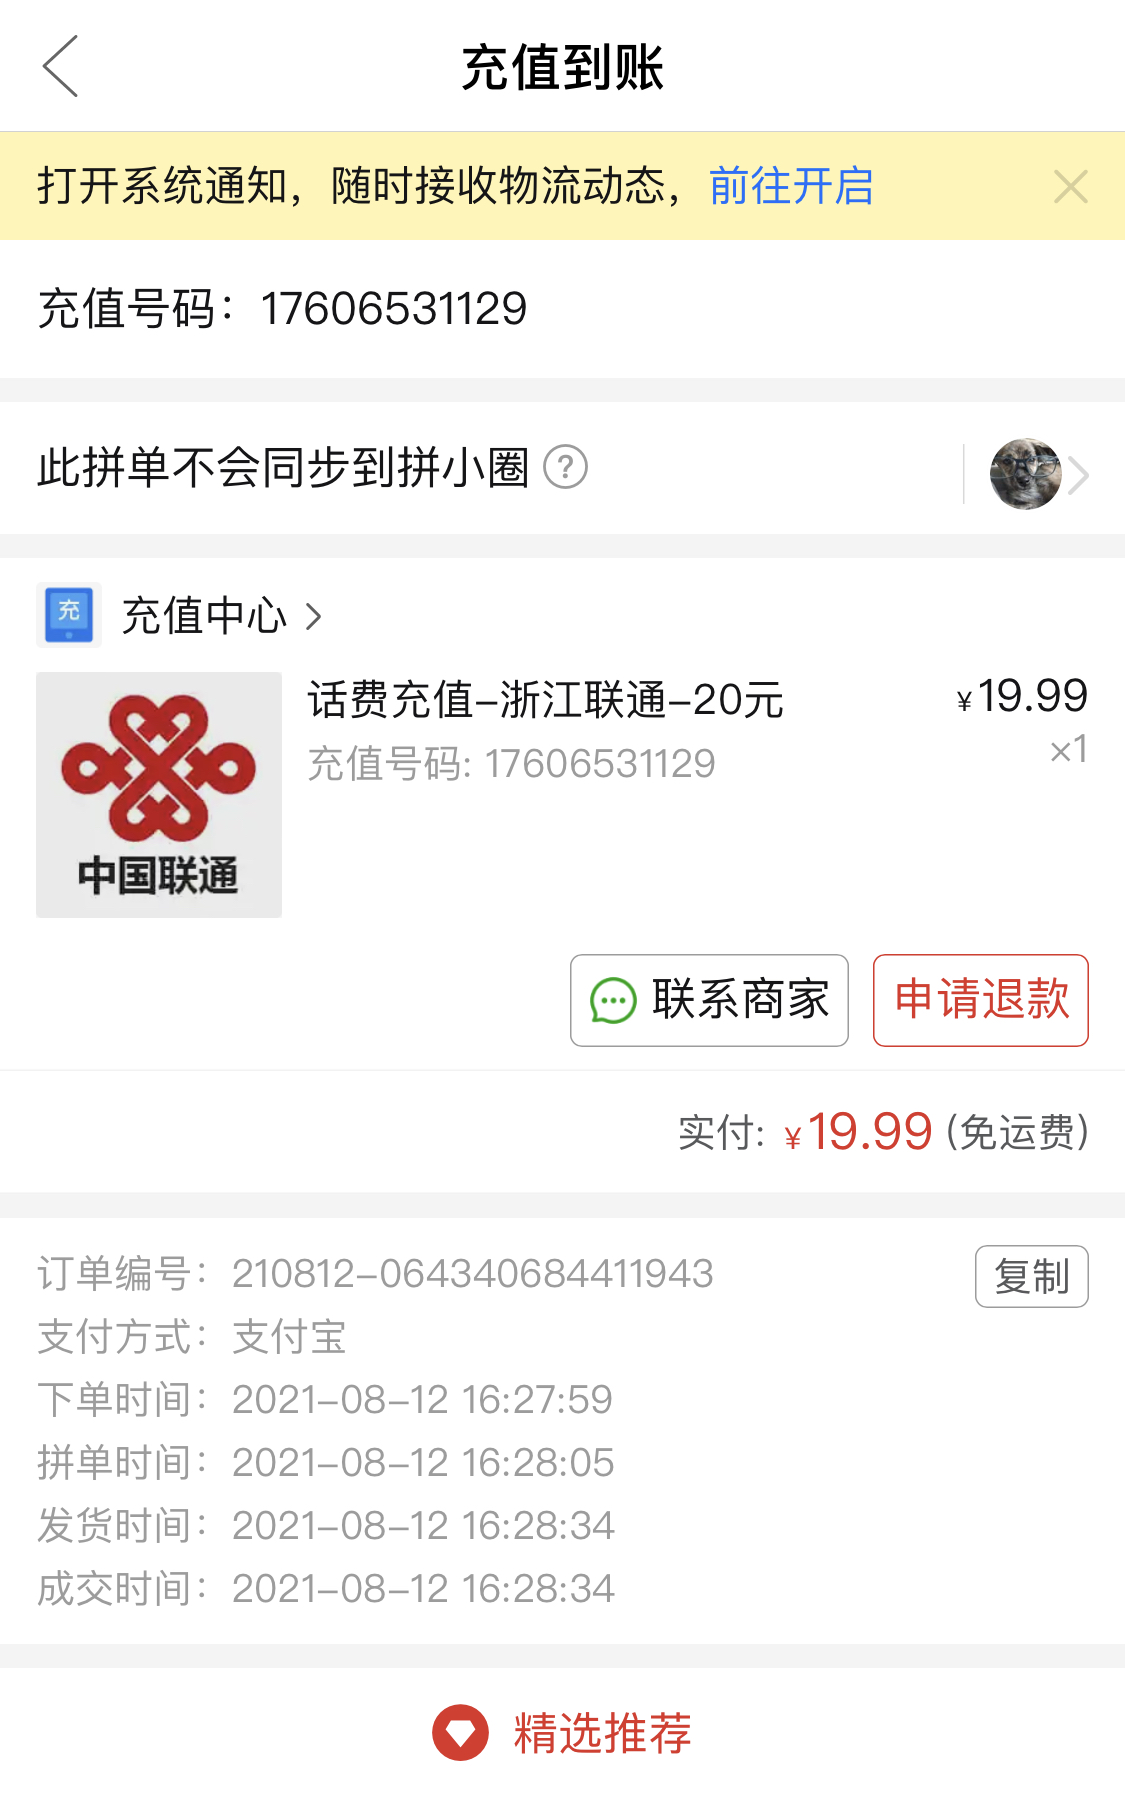 充值到账
打开系统通知，随时接收物流动态，前往开启
充值号码：17606531129
此拼单不会同步到拼小圈 ?
充
充值中心
话费充值-浙江联通-20元 ¥19.99
充值号码: 17606531129 ×1
中国联通
联系商家 申请退款
实付: ¥19.99 (免运费)
订单编号：210812-064340684411943 复制
支付方式：支付宝
下单时间：2021-08-12 16:27:59
拼单时间：2021-08-12 16:28:05
发货时间：2021-08-12 16:28:34
成交时间：2021-08-12 16:28:34
精选推荐